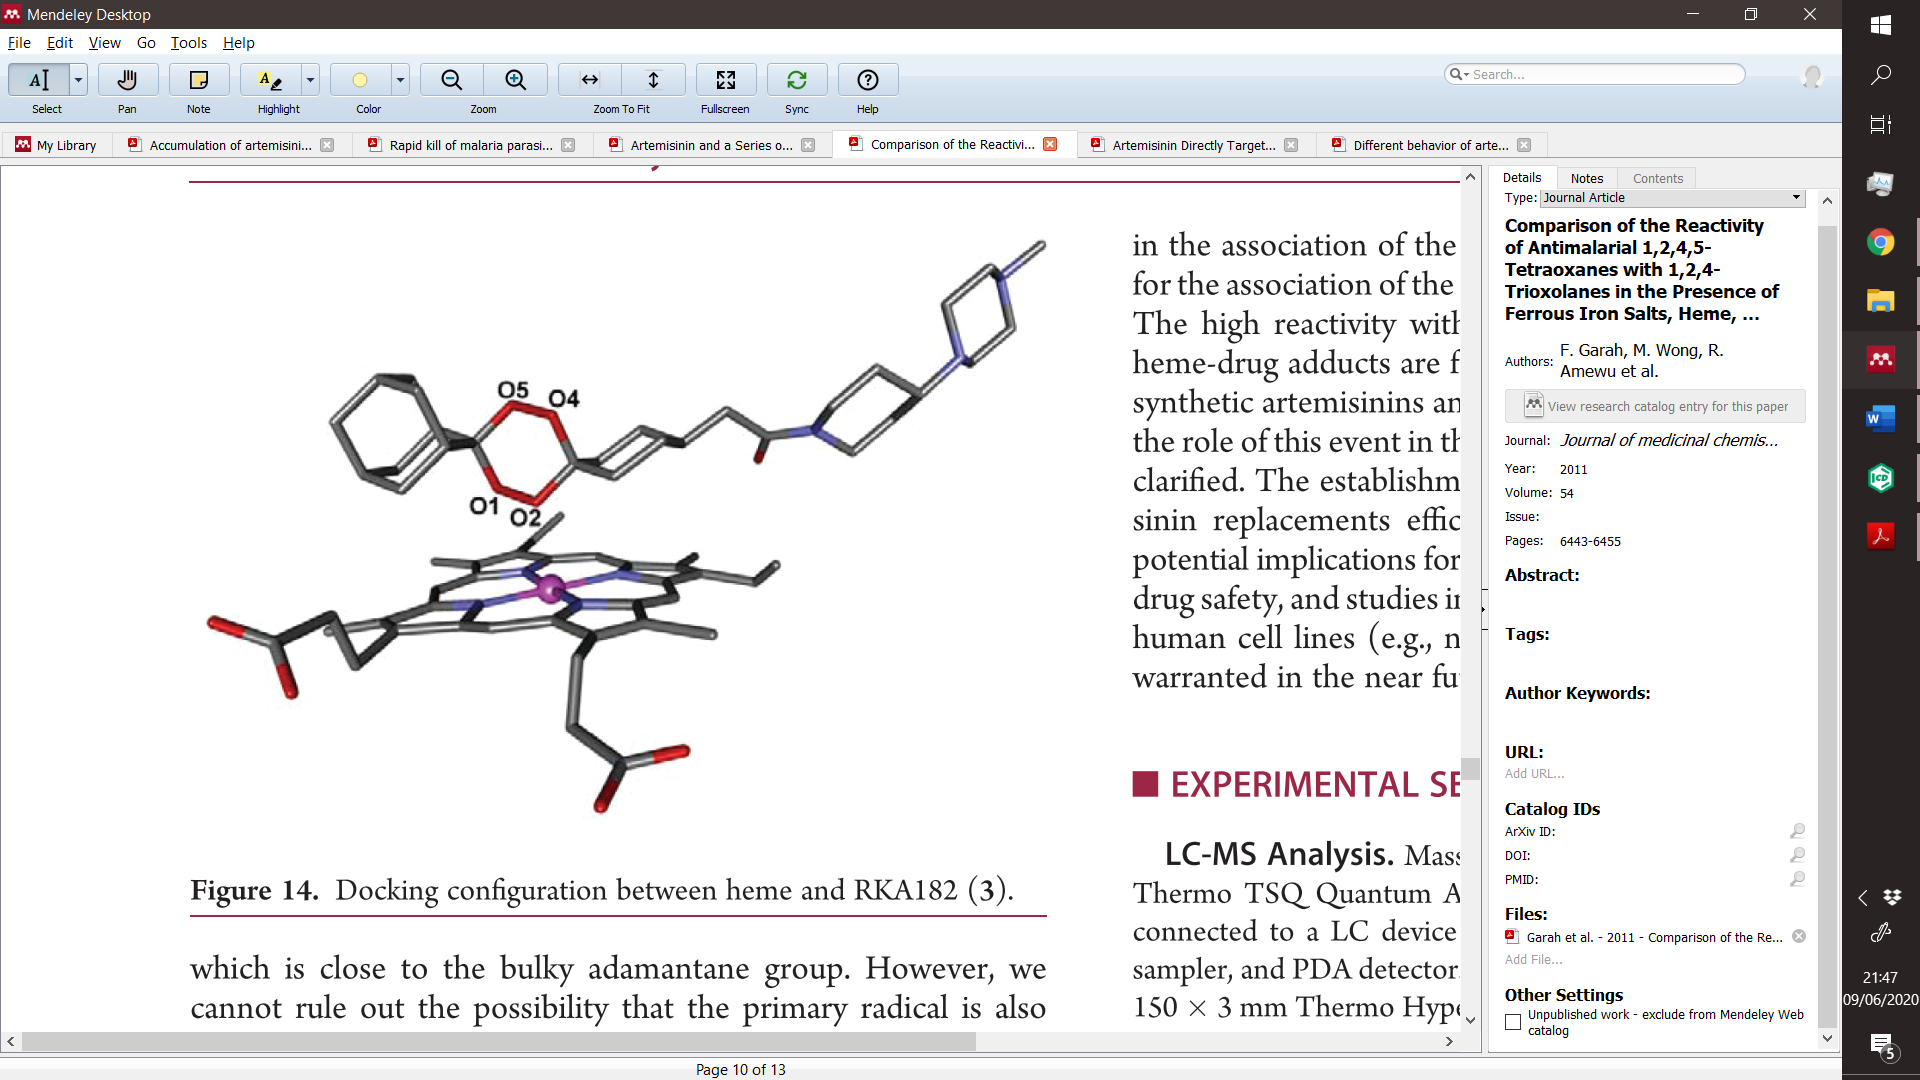 Mendeley Desktop
File Edit View Go Tools Help
Select Pan Note Highlight Color Zoom Zoom To Fit Fullscreen Sync Help
Search...
My Library
Accumulation of artemisini...
Rapid kill of malaria parasi...
Artemisinin and a Series o...
Comparison of the Reactivi...
Artemisinin Directly Target...
Different behavior of arte...
O5
O4
O1
O2
Figure 14. Docking configuration between heme and RKA182 (3).
which is close to the bulky adamantane group. However, we
cannot rule out the possibility that the primary radical is also
in the association of the
for the association of the
The high reactivity with
heme-drug adducts are f
synthetic artemisinins an
the role of this event in th
clarified. The establishm
sinin replacements effic
potential implications for
drug safety, and studies in
human cell lines (e.g., n
warranted in the near fu
EXPERIMENTAL SE
LC-MS Analysis. Mass
Thermo TSQ Quantum A
connected to a LC device
sampler, and PDA detector.
150 × 3 mm Thermo Hype
Page 10 of 13
Details Notes Contents
Type: Journal Article
Comparison of the Reactivity
of Antimalarial 1,2,4,5-
Tetraoxanes with 1,2,4-
Trioxolanes in the Presence of
Ferrous Iron Salts, Heme, ...
Authors: F. Garah, M. Wong, R.
Amewu et al.
View research catalog entry for this paper
Journal: Journal of medicinal chemis...
Year: 2011
Volume: 54
Issue:
Pages: 6443-6455
Abstract:
Tags:
Author Keywords:
URL:
Add URL...
Catalog IDs
ArXiv ID:
DOI:
PMID:
Files:
Garah et al. - 2011 - Comparison of the Re...
Add File...
Other Settings
Unpublished work - exclude from Mendeley Web
catalog
21:47
09/06/2020
5